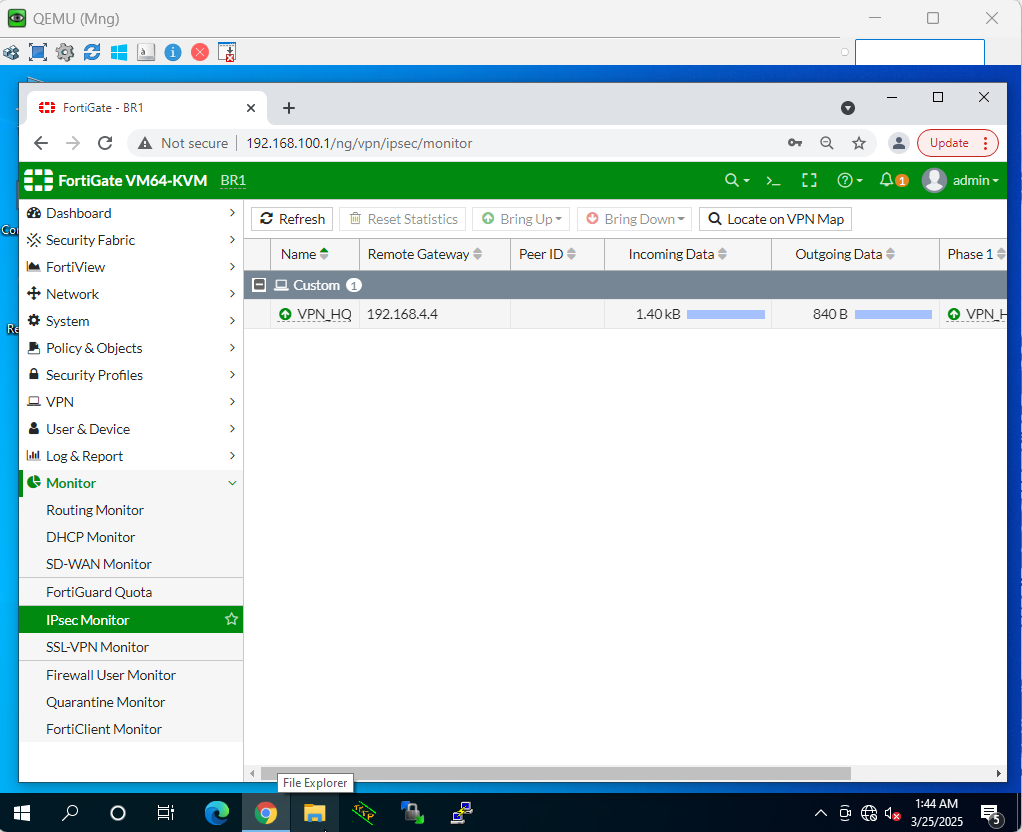 QEMU (Mng)
FortiGate - BR1
Not secure
192.168.100.1/ng/vpn/ipsec/monitor
Update
FortiGate VM64-KVM
BR1
>_
1
admin
Dashboard
Security Fabric
FortiView
Network
System
Policy & Objects
Security Profiles
VPN
User & Device
Log & Report
Monitor
Routing Monitor
DHCP Monitor
SD-WAN Monitor
FortiGuard Quota
IPsec Monitor
SSL-VPN Monitor
Firewall User Monitor
Quarantine Monitor
FortiClient Monitor
Refresh
Reset Statistics
Bring Up
Bring Down
Locate on VPN Map
Name
Remote Gateway
Peer ID
Incoming Data
Outgoing Data
Phase 1
Custom 1
VPN_HQ
192.168.4.4
1.40 kB
840 B
VPN_H
File Explorer
1:44 AM
3/25/2025
5